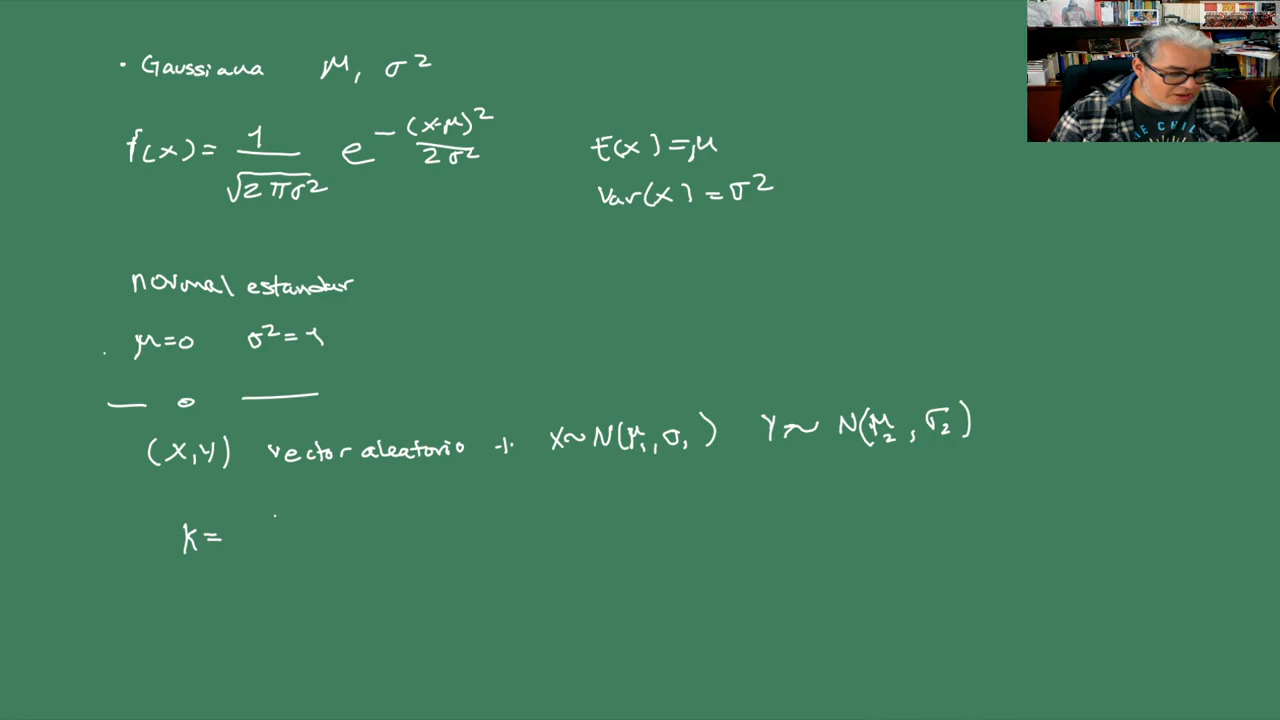 · Gaussiana μ, σ²
f(x) = 1/√2πσ² e^-(x-μ)²/2σ² E(x) = μ
Var(x) = σ²
normal estandar
μ=0 σ²=1
(X,Y) vector aleatorio + X~N(μ₁,σ₁) Y~N(μ₂,σ₂)
K=